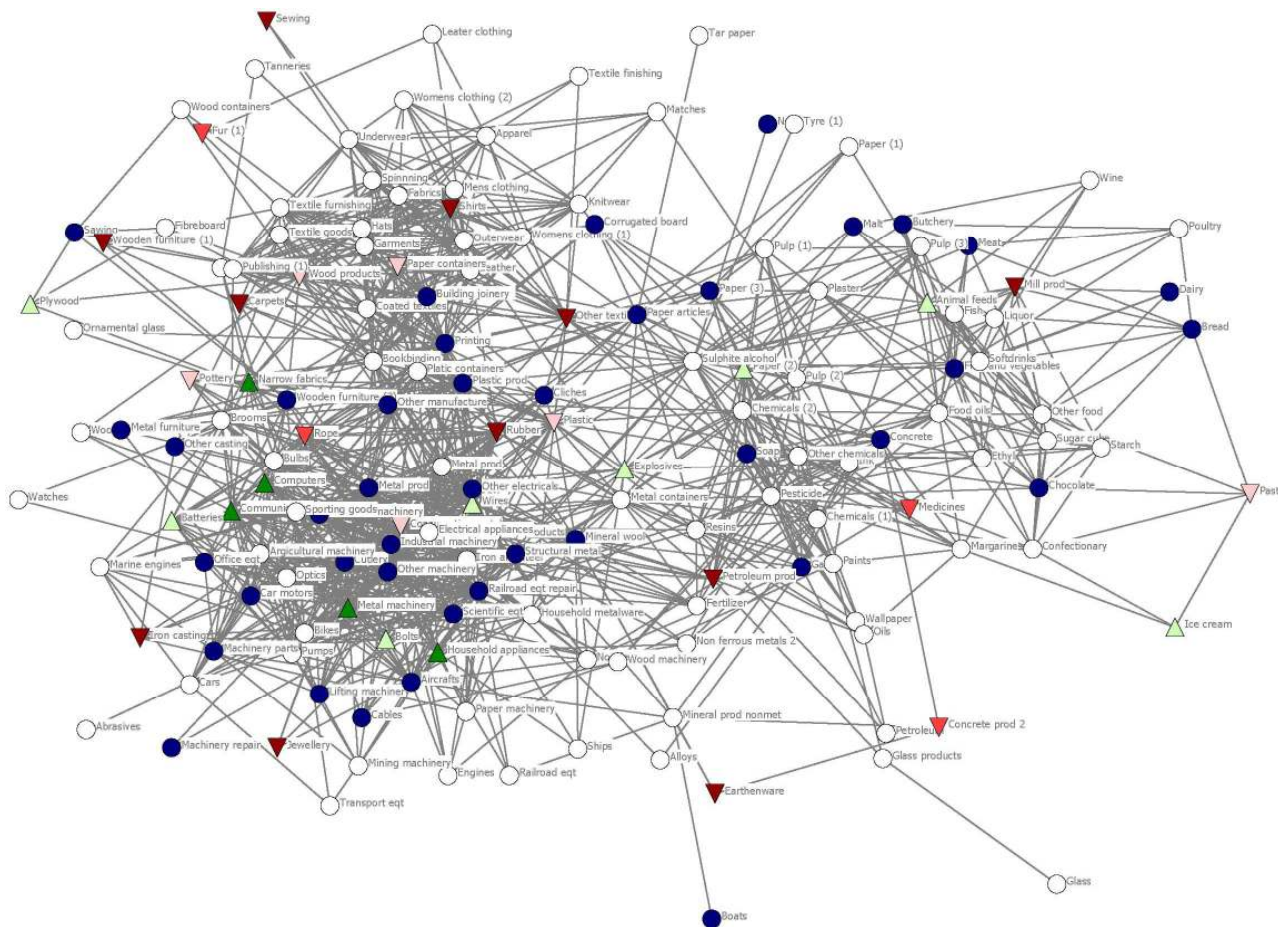 Sewing
Leater clothing
Tar paper
Tanneries
Textile finishing
Womens clothing (2)
Wood containers
Matches
Fur (1)
Underwear
Apparel
Tyre (1)
Paper (1)
Spinnning
Fabrics
Mens clothing
Wine
Textile furnishing
Shirts
Knitwear
Sawing
Fibreboard
Hats
Corrugated board
Malt
Butchery
Poultry
Wooden furniture (1)
Textile goods
Garments
Outerwear
Womens clothing (1)
Pulp (1)
Pulp (3)
Meat
Publishing (1)
Wood products
Paper containers
Mill prod
Plywood
Carpets
Building joinery
Paper (3)
Plaster
Dairy
Coated textiles
Other texti
Paper articles
Animal feeds
Fish
Liquor
Ornamental glass
Printing
Bread
Bookbinding
Platic containers
Sulphite alcohol
Paper (2)
Softdrinks
and vegetables
Pottery
Narrow fabrics
Plastic prod
Pulp (2)
Wooden furniture
Other manufacture
Cliches
Brooms
Plastic
Chemicals (2)
Food oils
Other food
Metal furniture
Rope
Rubber
Concrete
Other casting
Sugar cube
Starch
Bulbs
Metal prod
Explosives
Soap
Other chemicals
Ethyl
Computers
Metal prod
Other electricals
Chocolate
Past
Watches
Wires
Metal containers
Pesticide
Medicines
Communi
Sporting goods
machinery
Batteries
Electrical appliances
Resins
Chemicals (1)
Mineral wool
Industrial machinery
Structural metal
Margarine
Confectionary
Marine engines
Office eqt
Argicultural machinery
Cutlery
Other machinery
Paints
Optics
Petroleum prod
Car motors
Railroad eqt repair
Metal machinery
Scientific eqt
Household metalware
Fertilizer
Wallpaper
Ice cream
Iron casting
Bikes
Bolts
Oils
Machinery parts
Pumps
Household appliances
Wood machinery
Non ferrous metals 2
Cars
Lifting machinery
Aircrafts
Abrasives
Cables
Paper machinery
Mineral prod nonmet
Petroleu
Concrete prod 2
Machinery repair
Jewellery
Ships
Alloys
Glass products
Mining machinery
Engines
Railroad eqt
Transport eqt
Earthenware
Glass
Boats